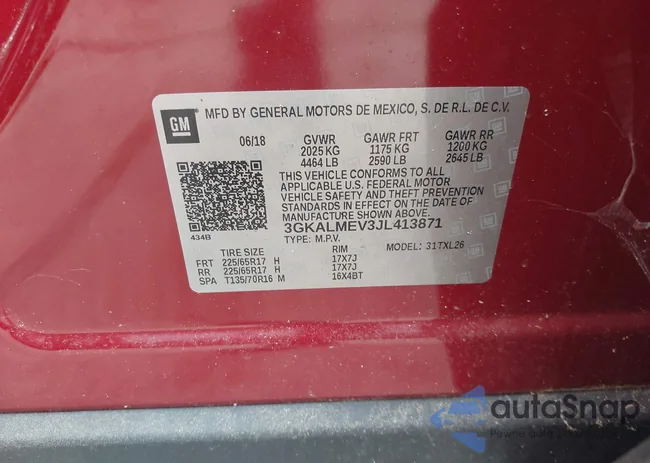 GM
MFD BY GENERAL MOTORS DE MEXICO, S. DE R.L. DE C.V.
06/18 GVWR GAWR FRT GAWR RR
2025 KG 1175 KG 1200 KG
4464 LB 2590 LB 2645 LB
THIS VEHICLE CONFORMS TO ALL
APPLICABLE U.S. FEDERAL MOTOR
VEHICLE SAFETY AND THEFT PREVENTION
STANDARDS IN EFFECT ON THE DATE OF
MANUFACTURE SHOWN ABOVE.
3GKALMEV3JL413871
434B
TYPE: M.P.V. MODEL: 31TXL26
TIRE SIZE RIM
FRT 225/65R17 H 17X7J
RR 225/65R17 H 17X7J
SPA T135/70R16 M 16X4BT
autaSnap
Pewne auto